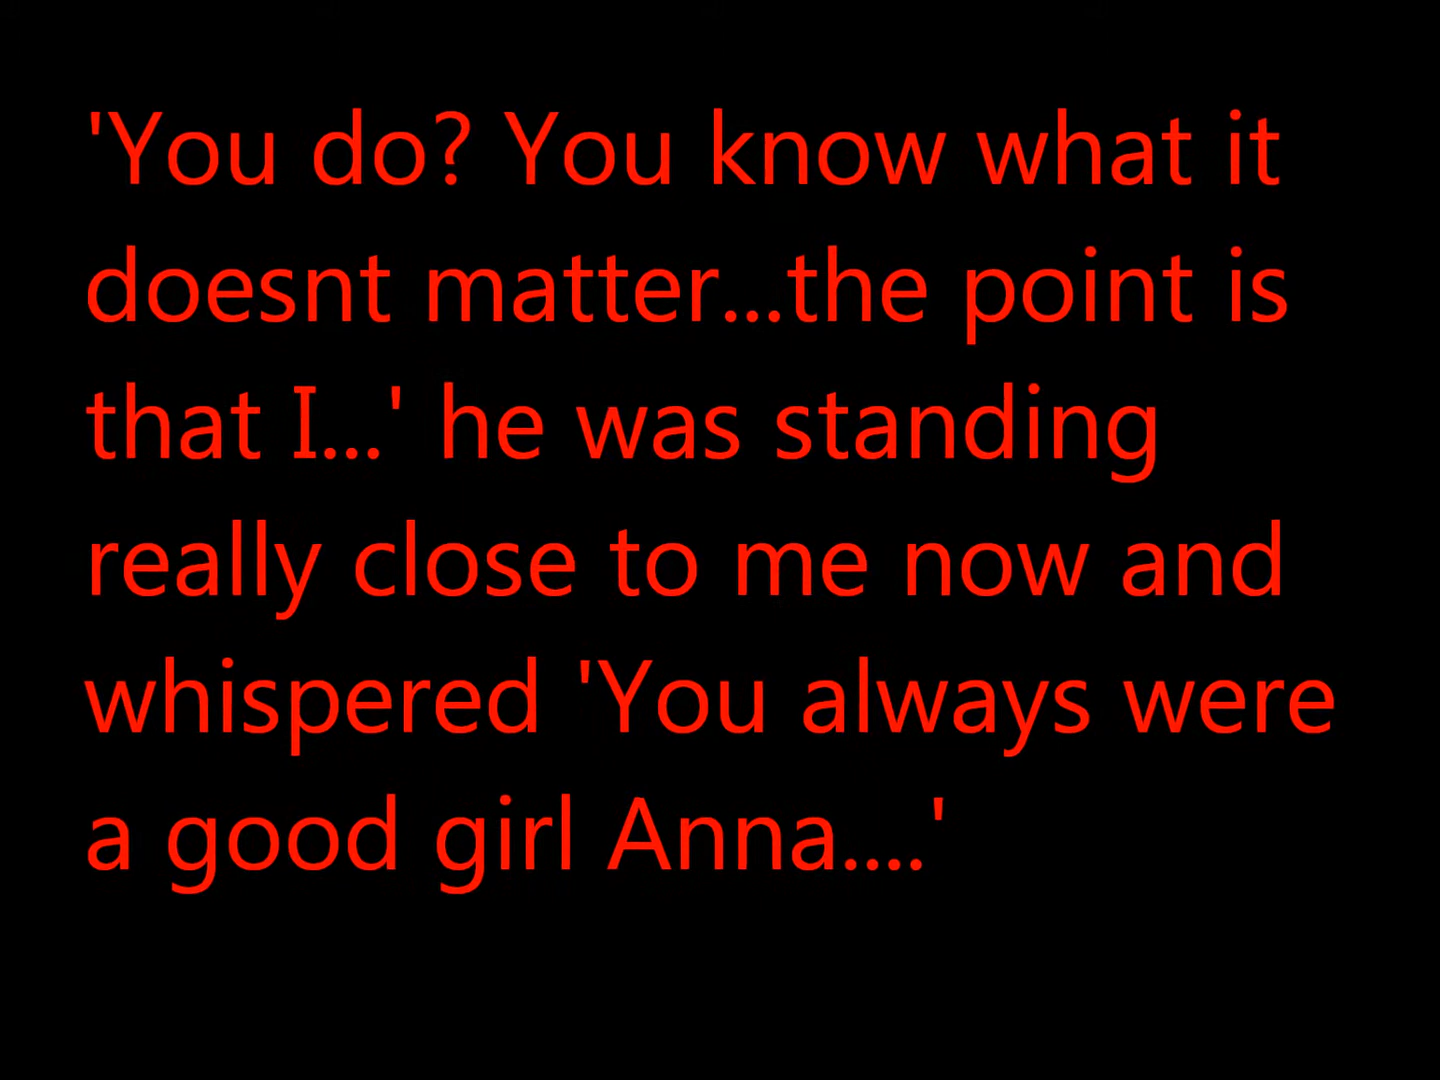 'You do? You know what it
doesnt matter...the point is
that I...' he was standing
really close to me now and
whispered 'You always were
a good girl Anna....'